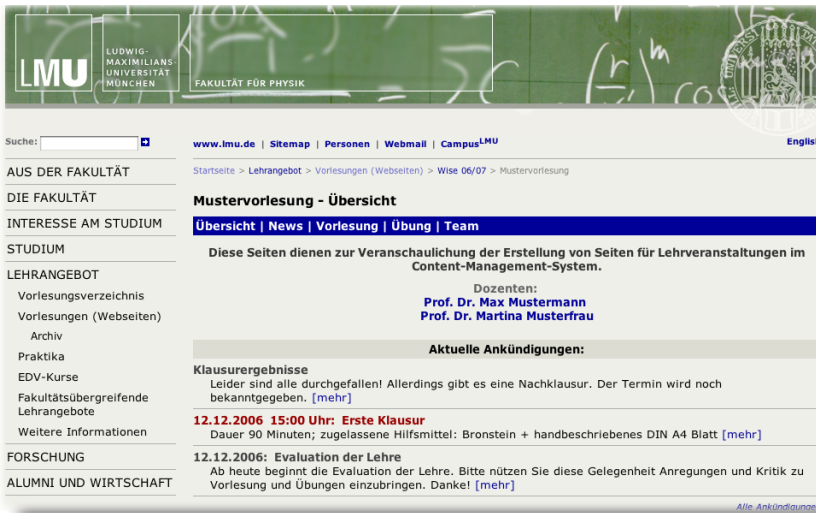 LMU
LUDWIG-
MAXIMILIANS-
UNIVERSITÄT
MÜNCHEN
FAKULTÄT FÜR PHYSIK
Suche:
www.lmu.de | Sitemap | Personen | Webmail | CampusLMU
AUS DER FAKULTÄT
DIE FAKULTÄT
INTERESSE AM STUDIUM
STUDIUM
LEHRANGEBOT
Vorlesungsverzeichnis
Vorlesungen (Webseiten)
Archiv
Praktika
EDV-Kurse
Fakultätsübergreifende
Lehrangebote
Weitere Informationen
FORSCHUNG
ALUMNI UND WIRTSCHAFT
Startseite > Lehrangebot > Vorlesungen (Webseiten) > Wise 06/07 > Mustervorlesung
Mustervorlesung - Übersicht
Übersicht | News | Vorlesung | Übung | Team
Diese Seiten dienen zur Veranschaulichung der Erstellung von Seiten für Lehrveranstaltungen im
Content-Management-System.
Dozenten:
Prof. Dr. Max Mustermann
Prof. Dr. Martina Musterfrau
Aktuelle Ankündigungen:
Klausurergebnisse
Leider sind alle durchgefallen! Allerdings gibt es eine Nachklausur. Der Termin wird noch
bekanntgegeben. [mehr]
12.12.2006 15:00 Uhr: Erste Klausur
Dauer 90 Minuten; zugelassene Hilfsmittel: Bronstein + handbeschriebenes DIN A4 Blatt [mehr]
12.12.2006: Evaluation der Lehre
Ab heute beginnt die Evaluation der Lehre. Bitte nützen Sie diese Gelegenheit Anregungen und Kritik zu
Vorlesung und Übungen einzubringen. Danke! [mehr]